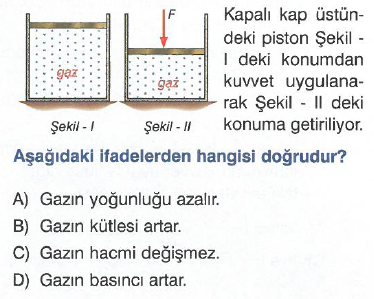 F
gaz
gaz
Şekil - I
Şekil - II
Kapalı kap üstün-
deki piston Şekil -
I deki konumdan
kuvvet uygulana-
rak Şekil - II deki
konuma getiriliyor.
Aşağıdaki ifadelerden hangisi doğrudur?
A) Gazın yoğunluğu azalır.
B) Gazın kütlesi artar.
C) Gazın hacmi değişmez.
D) Gazın basıncı artar.